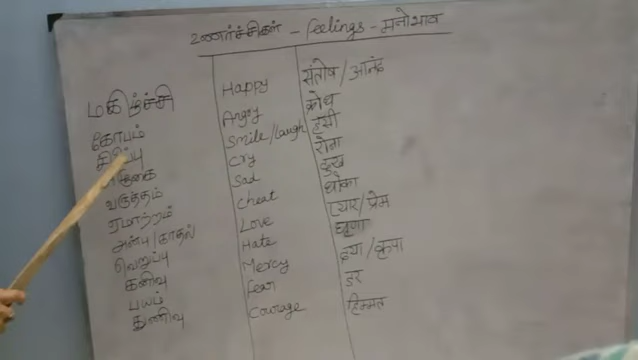 உணர்ச்சிகள் - feelings - मनोभाव
மகிழ்ச்சி Happy संतोष/आनंद
கோபம் Angry क्रोध
சிரிப்பு Smile/laugh हंसी
அழுகை Cry रोना
வருத்தம் Sad दुख
ஏமாற்றம் Cheat धोका
அன்பு/காதல் Love प्यार/प्रेम
வெறுப்பு Hate घृणा
கனிவு Mercy दया/कृपा
பயம் fear डर
துணிவு Courage हिम्मत